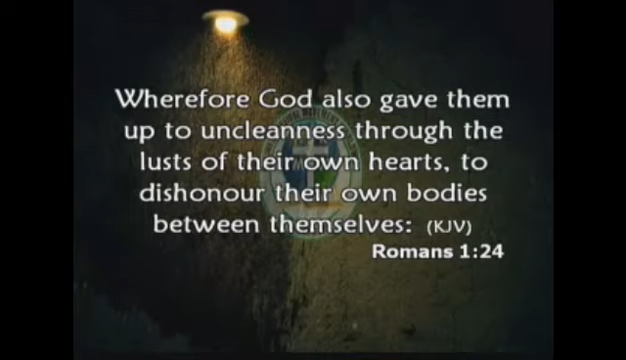 Wherefore God also gave them
up to uncleanness through the
lusts of their own hearts, to
dishonour their own bodies
between themselves: (KJV)
Romans 1:24